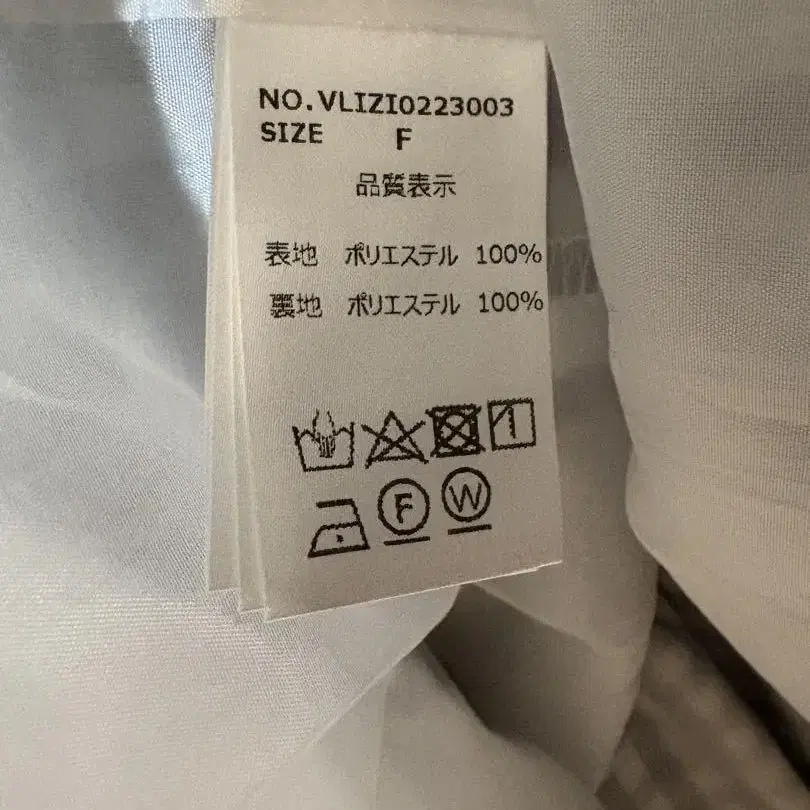 NO.VLIZI0223003
SIZE F
品質表示
表地 ポリエステル 100%
裏地 ポリエステル 100%
F W